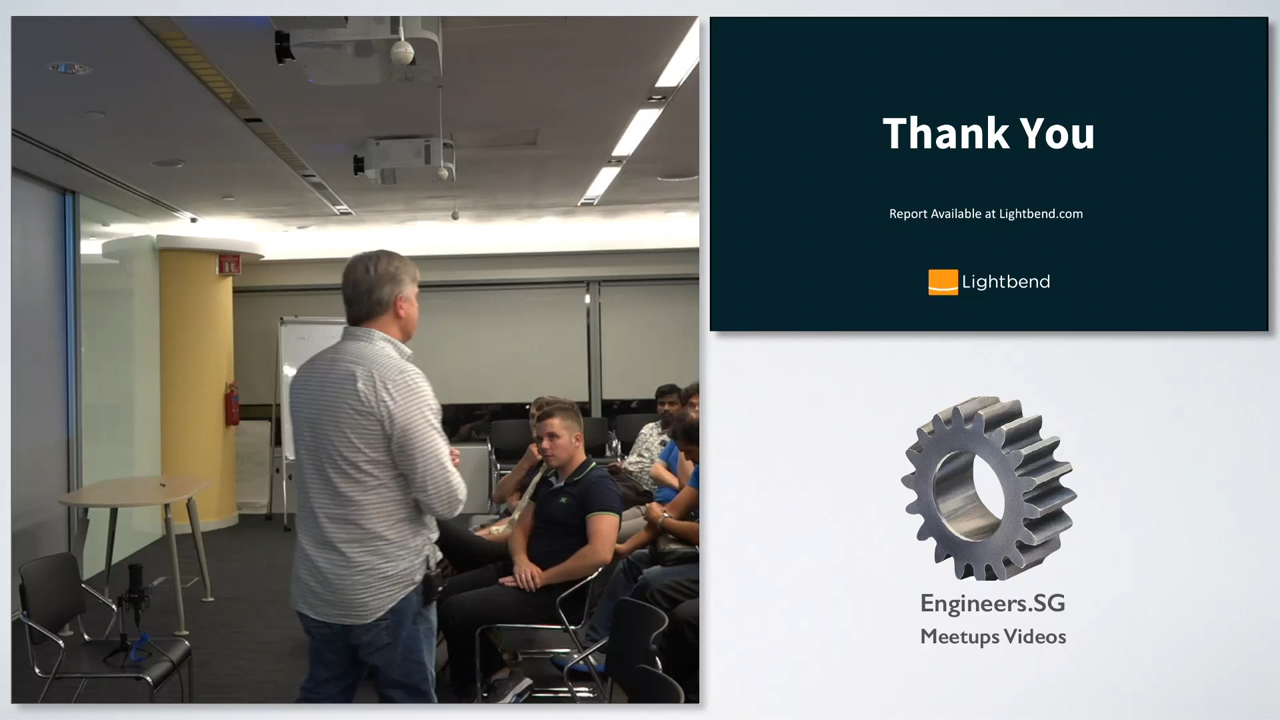 Thank You
Report Available at Lightbend.com
Lightbend
Engineers.SG
Meetups Videos